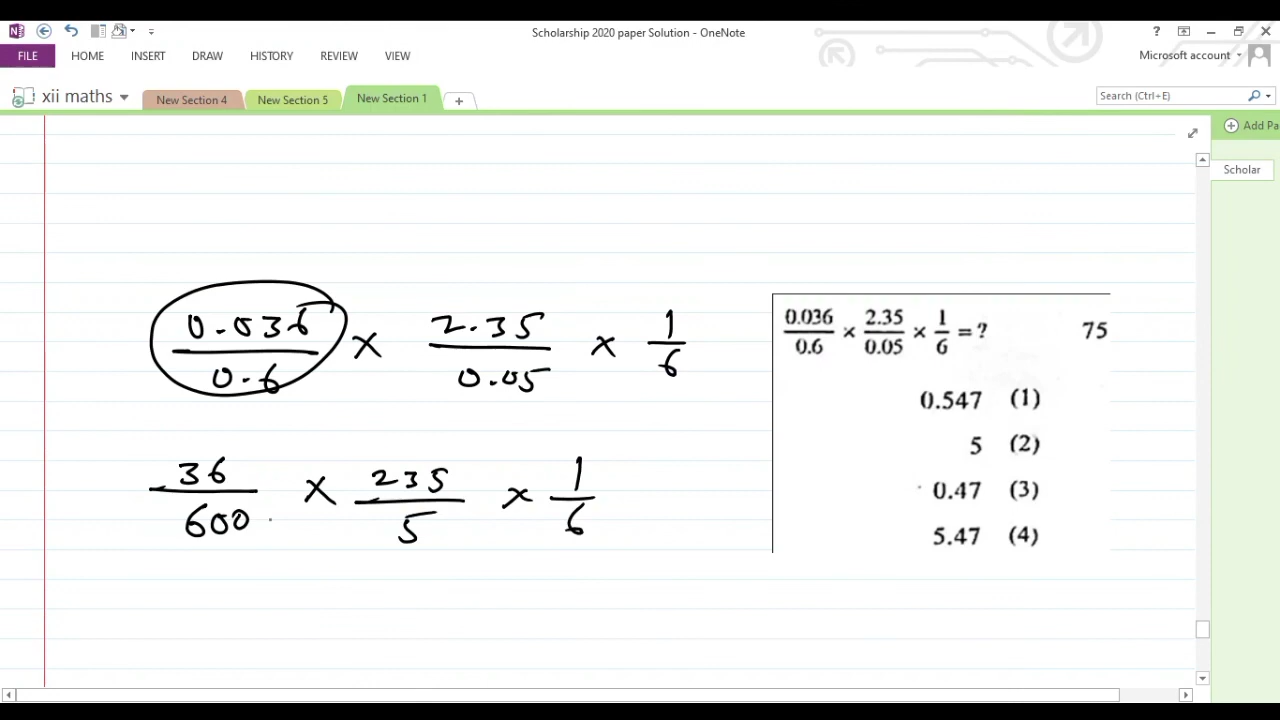 Scholarship 2020 paper Solution - OneNote
?
FILE HOME INSERT DRAW HISTORY REVIEW VIEW
Microsoft account
xii maths
New Section 4 New Section 5 New Section 1 +
Search (Ctrl+E)
Add Pa
Scholar
0.036/0.6 × 2.35/0.05 × 1/6
36/600 × 235/5 × 1/6
0.036/0.6 × 2.35/0.05 × 1/6 = ? 75
0.547 (1)
5 (2)
0.47 (3)
5.47 (4)